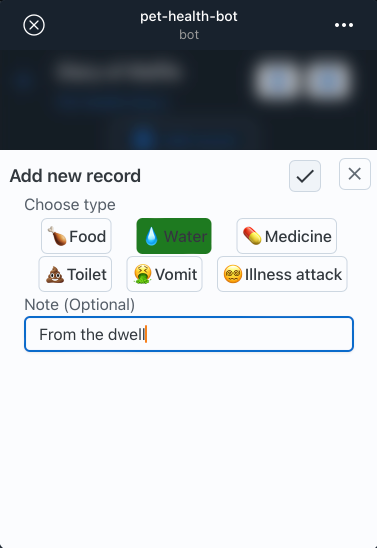 pet-health-bot
bot
Add new record
Choose type
Food Water Medicine
Toilet Vomit Illness attack
Note (Optional)
From the dwell